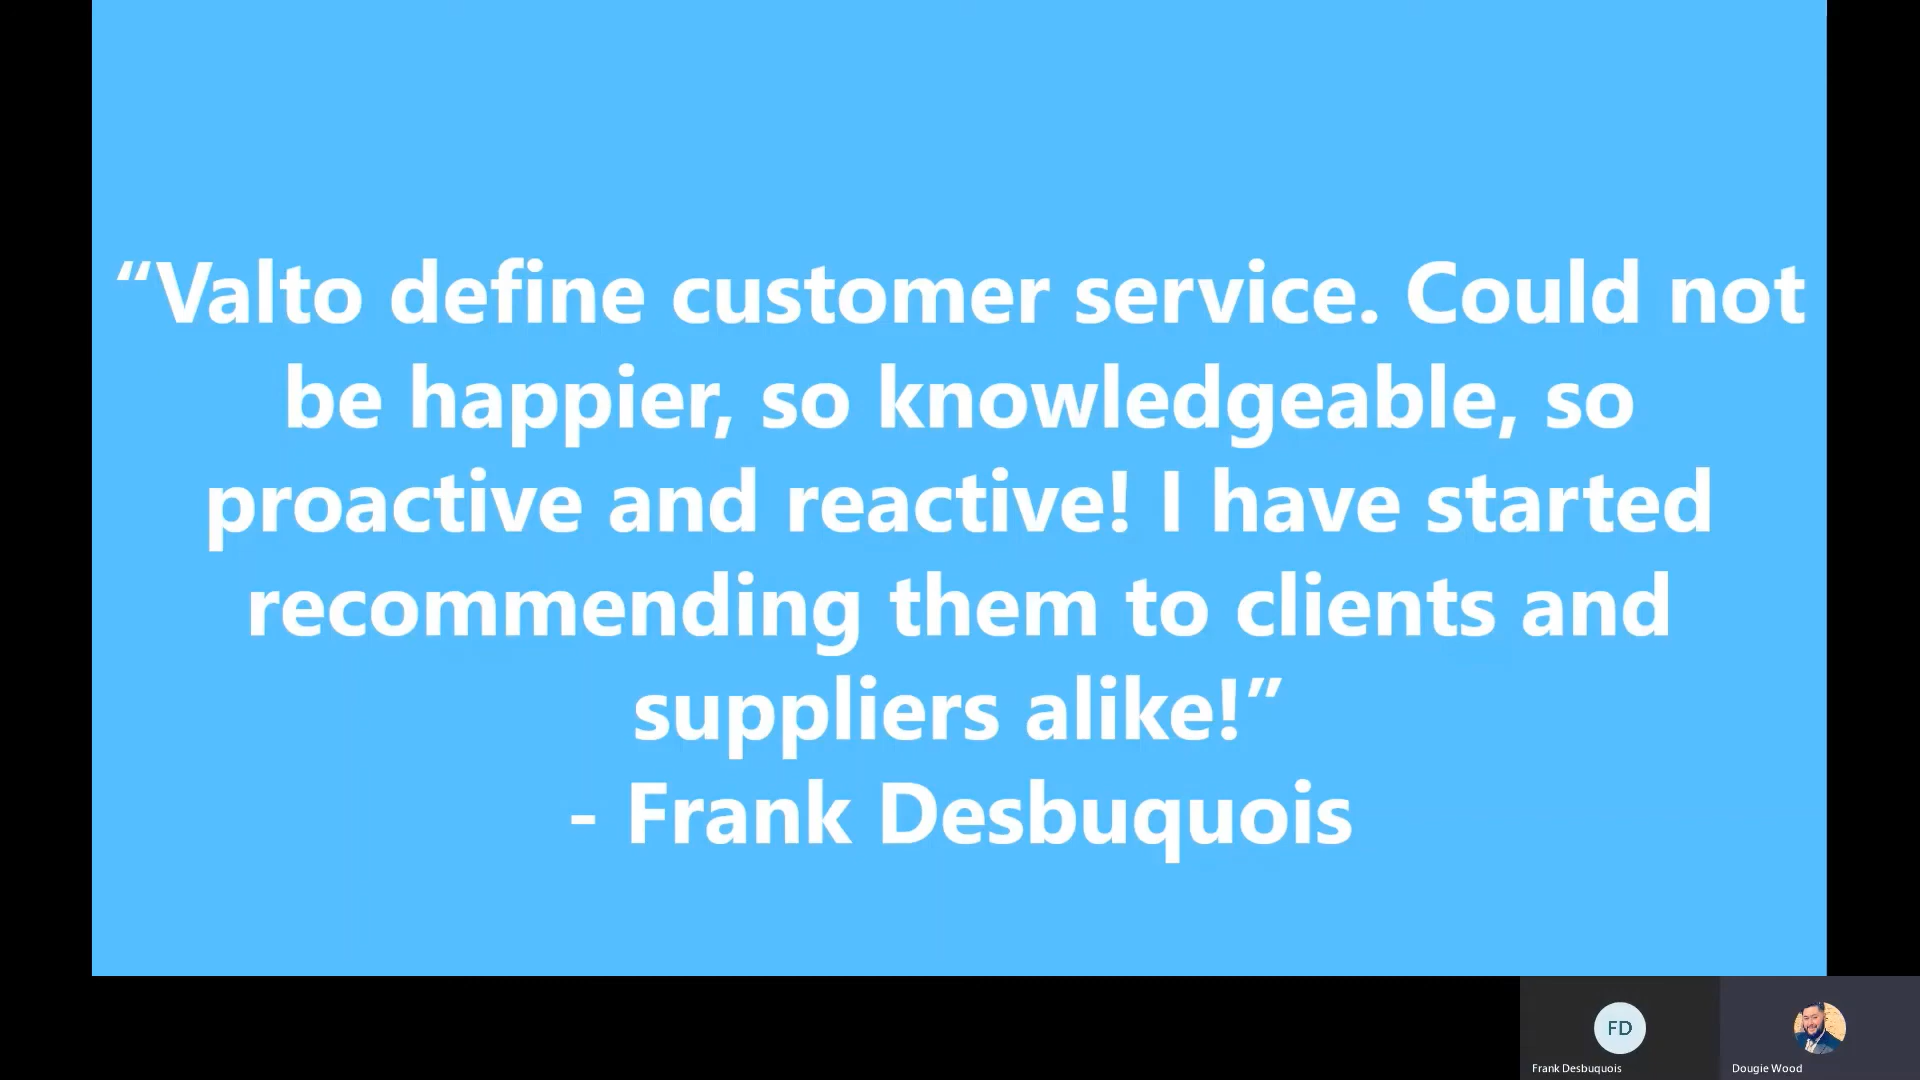 “Valto define customer service. Could not
be happier, so knowledgeable, so
proactive and reactive! I have started
recommending them to clients and
suppliers alike!”
- Frank Desbuquois
FD
Frank Desbuquois
Dougie Wood